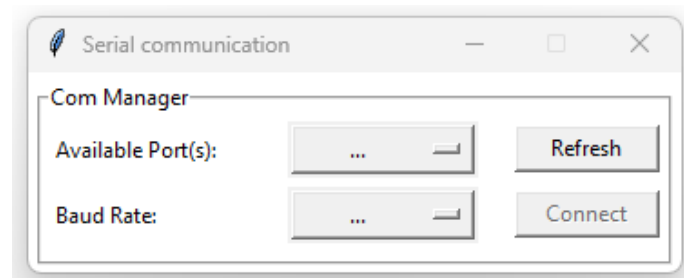 Serial communication
Com Manager
Available Port(s): ... Refresh
Baud Rate: ... Connect